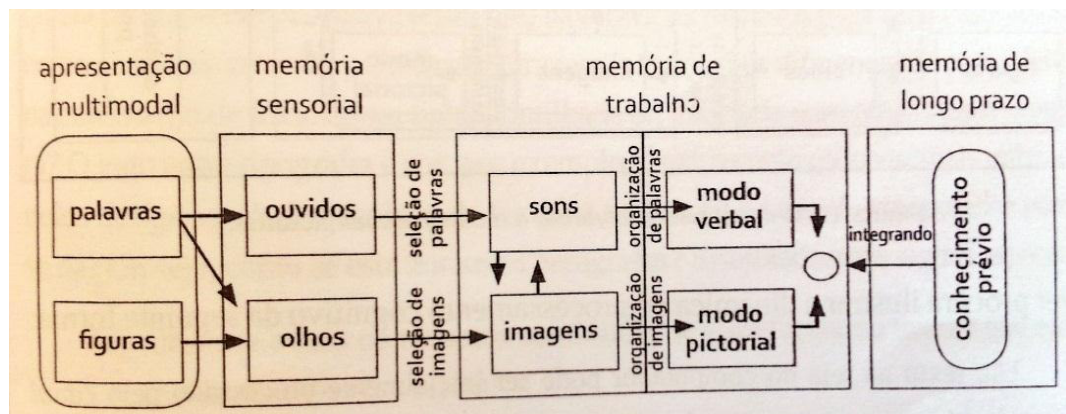 apresentação
multimodal
memória
sensorial
memória de
trabalho
memória de
longo prazo
palavras
ouvidos
seleção de
palavras
sons
organização
de palavras
modo
verbal
integrando
conhecimento
prévio
figuras
olhos
seleção de
imagens
imagens
organização
de imagens
modo
pictorial